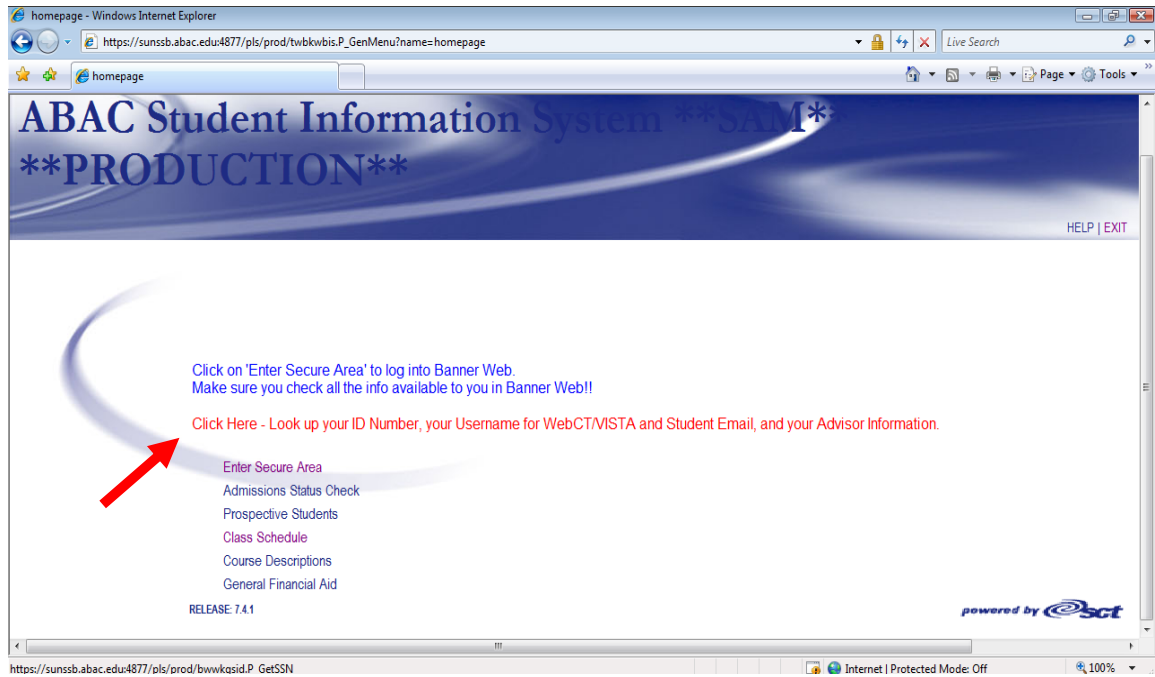 homepage - Windows Internet Explorer
https://sunssb.abac.edu:4877/pls/prod/twbkwbis.P_GenMenu?name=homepage
Live Search
homepage
Page
Tools
ABAC Student Information System **SAM**
**PRODUCTION**
HELP | EXIT
Click on 'Enter Secure Area' to log into Banner Web.
Make sure you check all the info available to you in Banner Web!!
Click Here - Look up your ID Number, your Username for WebCT/VISTA and Student Email, and your Advisor Information.
Enter Secure Area
Admissions Status Check
Prospective Students
Class Schedule
Course Descriptions
General Financial Aid
RELEASE: 7.4.1
powered by sct
https://sunssb.abac.edu:4877/pls/prod/bwwkgsid.P_GetSSN
Internet | Protected Mode: Off
100%